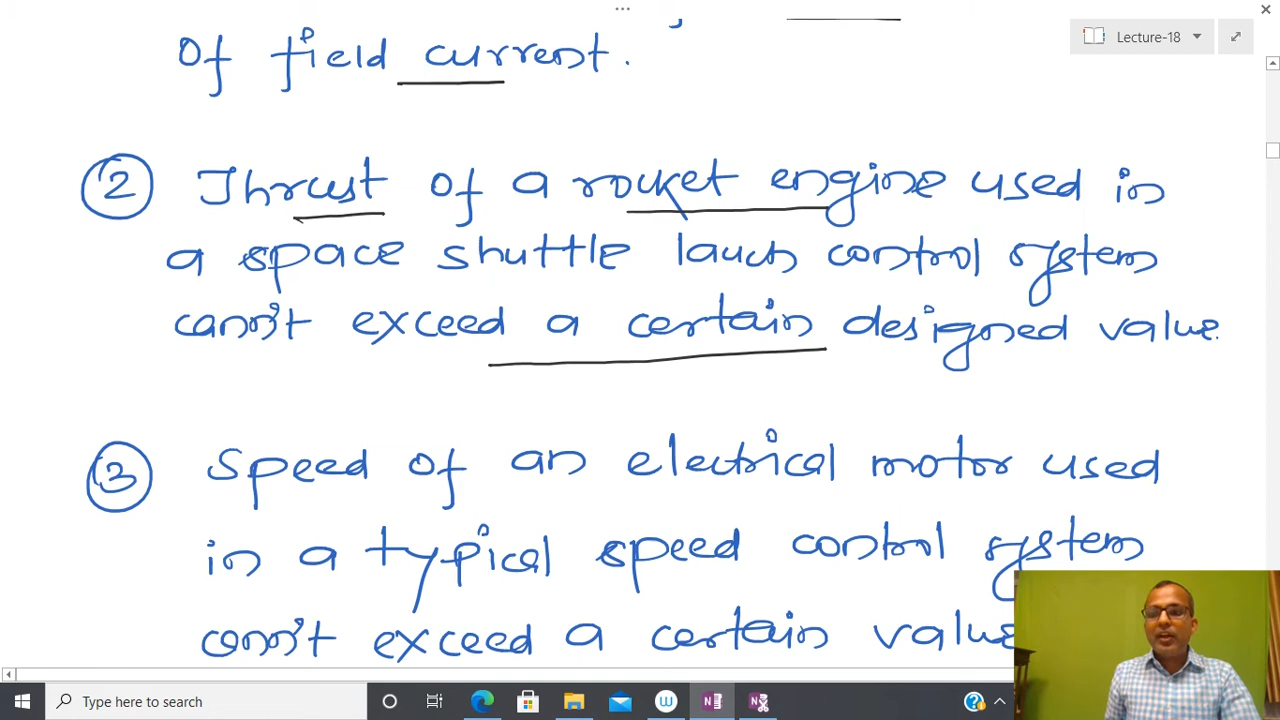 Lecture-18
Of field current.
② Thrust of a rocket engine used in
a space shuttle lauch control system
cann't exceed a certain designed value.
③ Speed of an electrical motor used
in a typical speed control system
cann't exceed a certain value
Type here to search